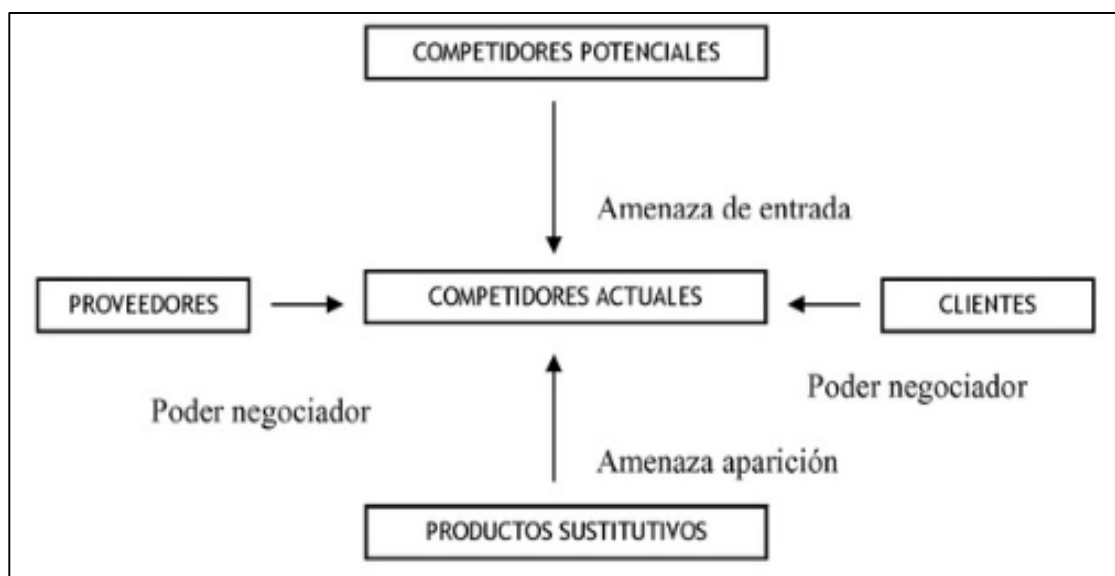 COMPETIDORES POTENCIALES
Amenaza de entrada
PROVEEDORES
COMPETIDORES ACTUALES
CLIENTES
Poder negociador
Poder negociador
Amenaza aparición
PRODUCTOS SUSTITUTIVOS